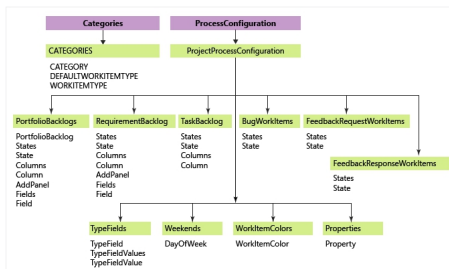 Categories
ProcessConfiguration
CATEGORIES
ProjectProcessConfiguration
CATEGORY
DEFAULTWORKITEMTYPE
WORKITEMTYPE
PortfolioBacklogs
RequirementBacklog
TaskBacklog
BugWorkItems
FeedbackRequestWorkItems
PortfolioBacklog
States
State
Columns
Column
AddPanel
Fields
Field
States
State
Columns
Column
AddPanel
Fields
Field
States
State
Columns
Column
States
State
States
State
FeedbackResponseWorkItems
States
State
TypeFields
Weekends
WorkItemColors
Properties
TypeField
TypeFieldValues
TypeFieldValue
DayOfWeek
WorkItemColor
Property